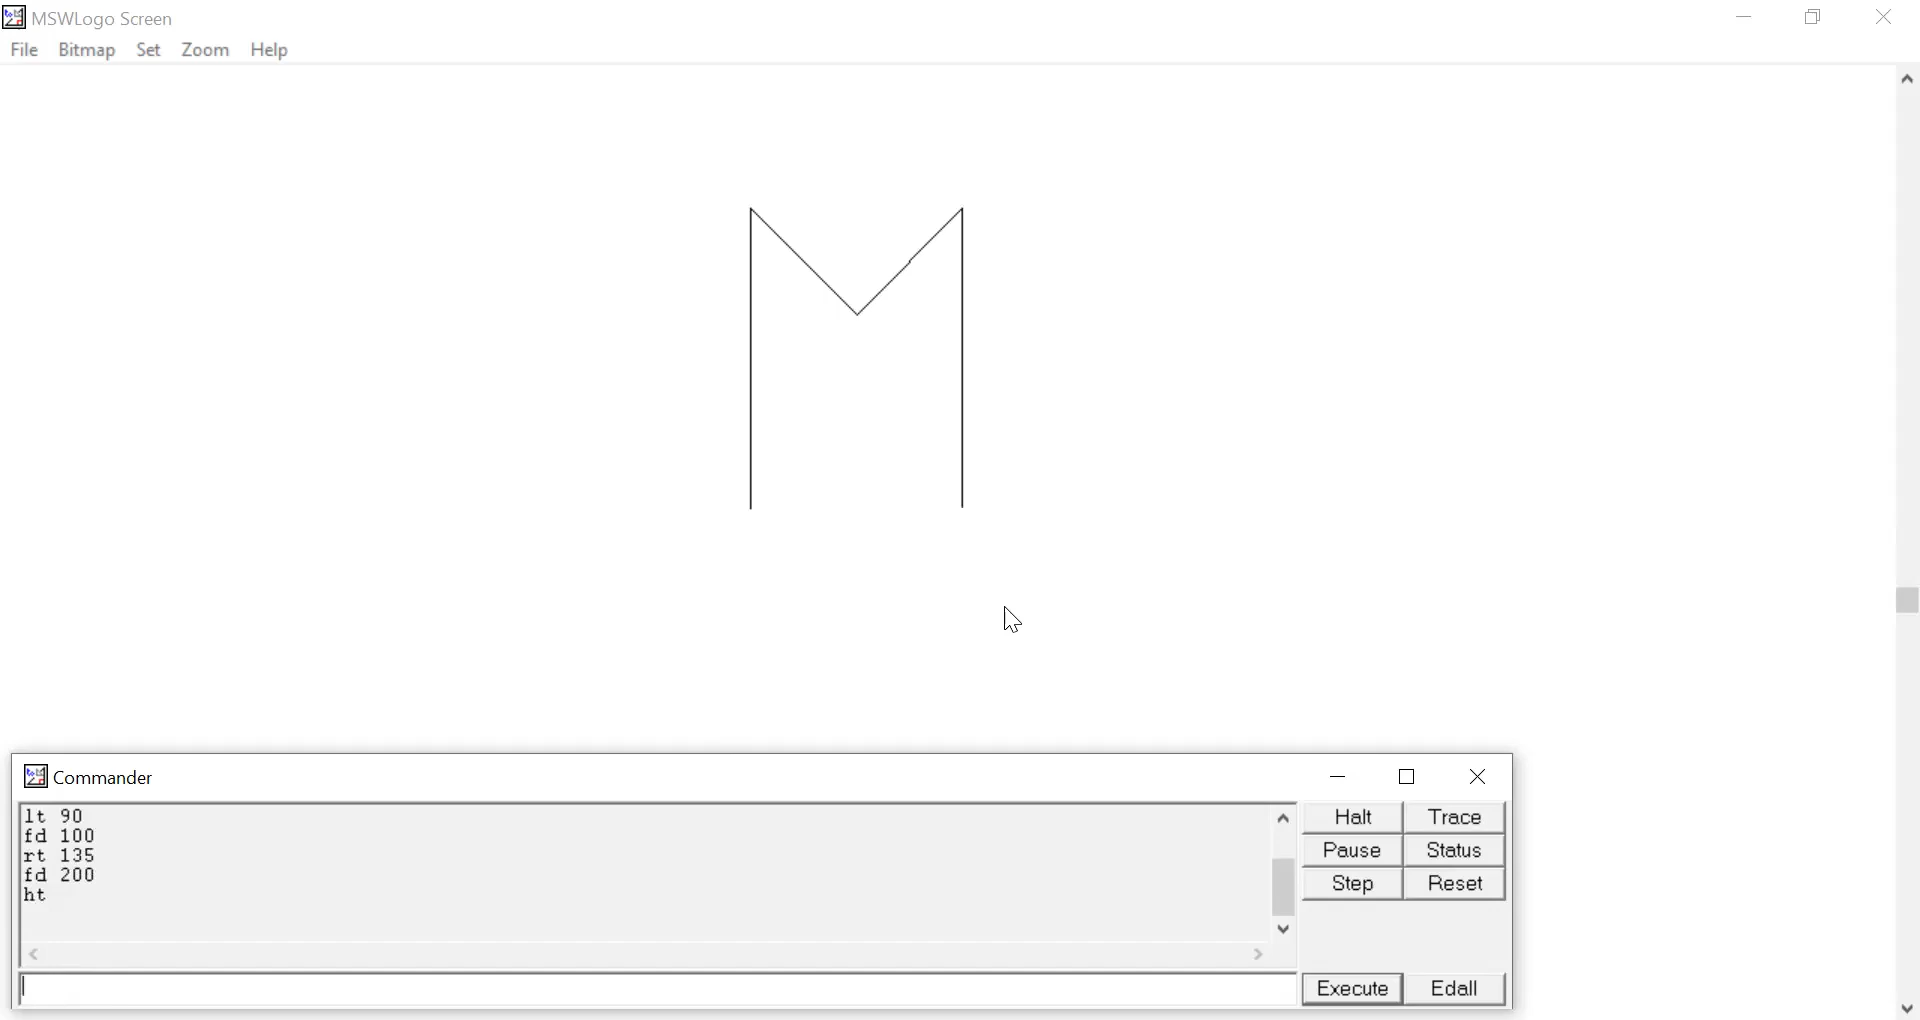 MSWLogo Screen
File Bitmap Set Zoom Help
Commander
lt 90
fd 100
rt 135
fd 200
ht
Halt Trace
Pause Status
Step Reset
Execute Edall